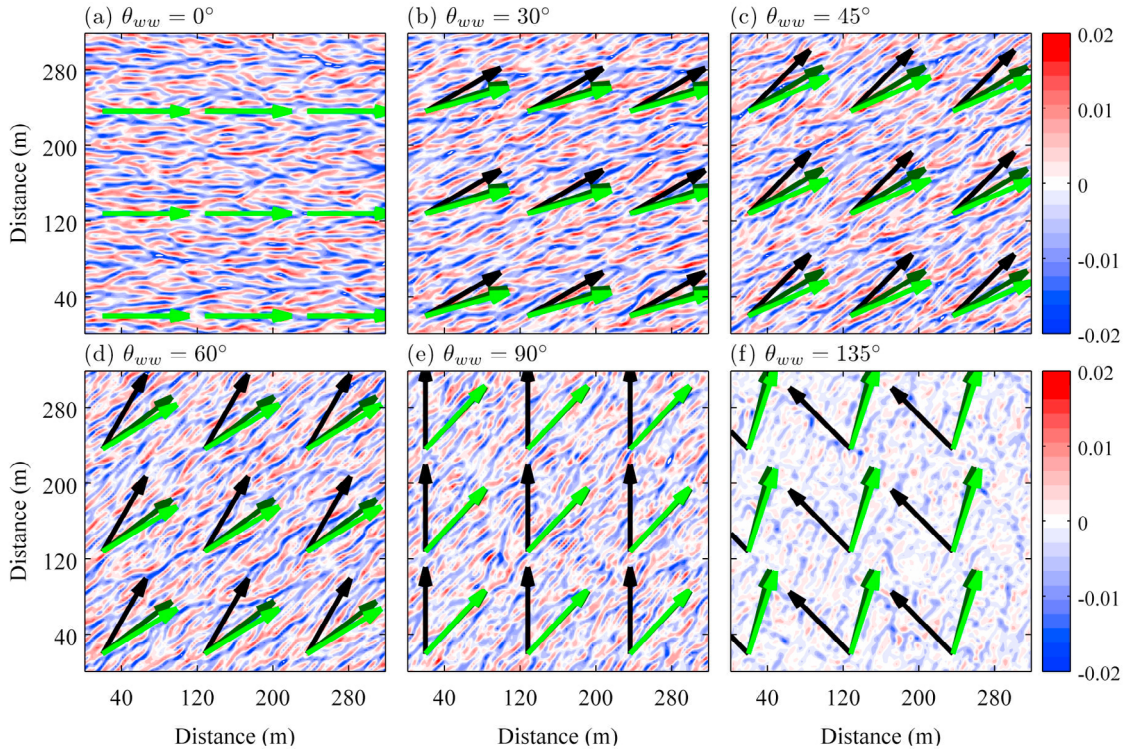 (a) θww = 0°
(b) θww = 30°
(c) θww = 45°
280
200
120
40
Distance (m)
0.02
0.01
0
-0.01
-0.02
(d) θww = 60°
(e) θww = 90°
(f) θww = 135°
280
200
120
40
Distance (m)
0.02
0.01
0
-0.01
-0.02
40 120 200 280
40 120 200 280
40 120 200 280
Distance (m)
Distance (m)
Distance (m)